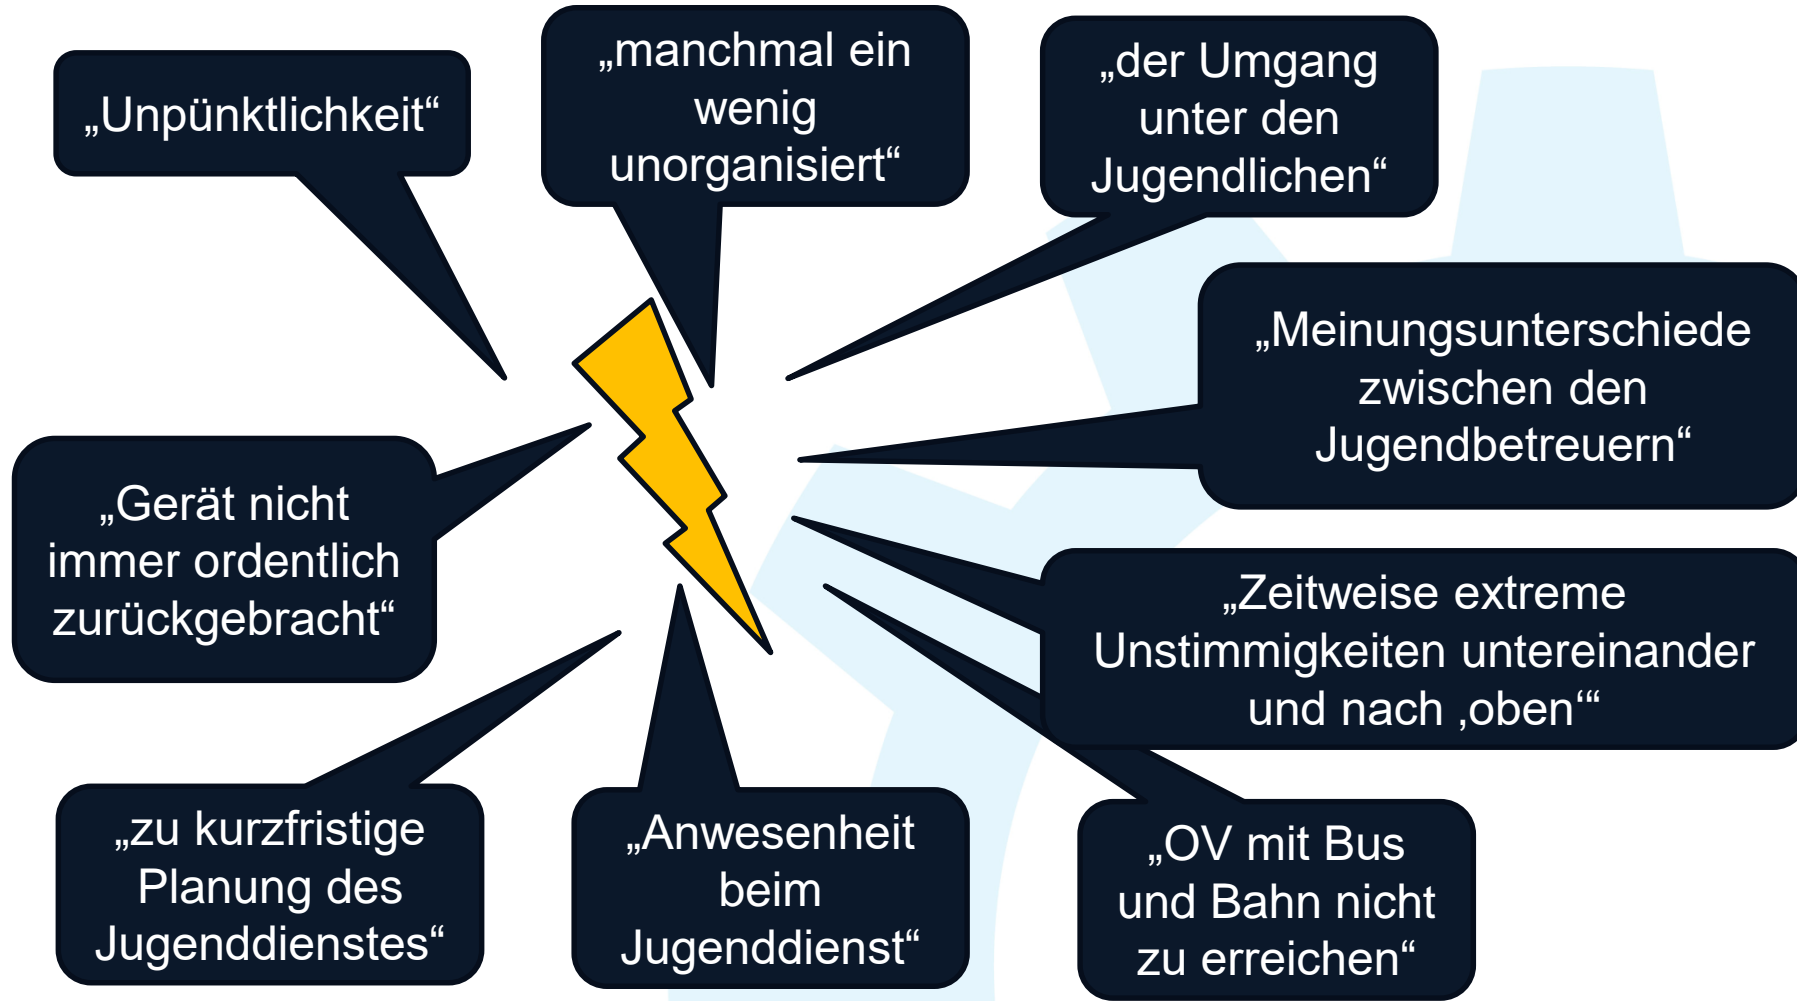 „Unpünktlichkeit“
„manchmal ein
wenig
unorganisiert“
„der Umgang
unter den
Jugendlichen“
„Meinungsunterschiede
zwischen den
Jugendbetreuern“
„Gerät nicht
immer ordentlich
zurückgebracht“
„Zeitweise extreme
Unstimmigkeiten untereinander
und nach ‚oben‘“
„zu kurzfristige
Planung des
Jugenddienstes“
„Anwesenheit
beim
Jugenddienst“
„OV mit Bus
und Bahn nicht
zu erreichen“